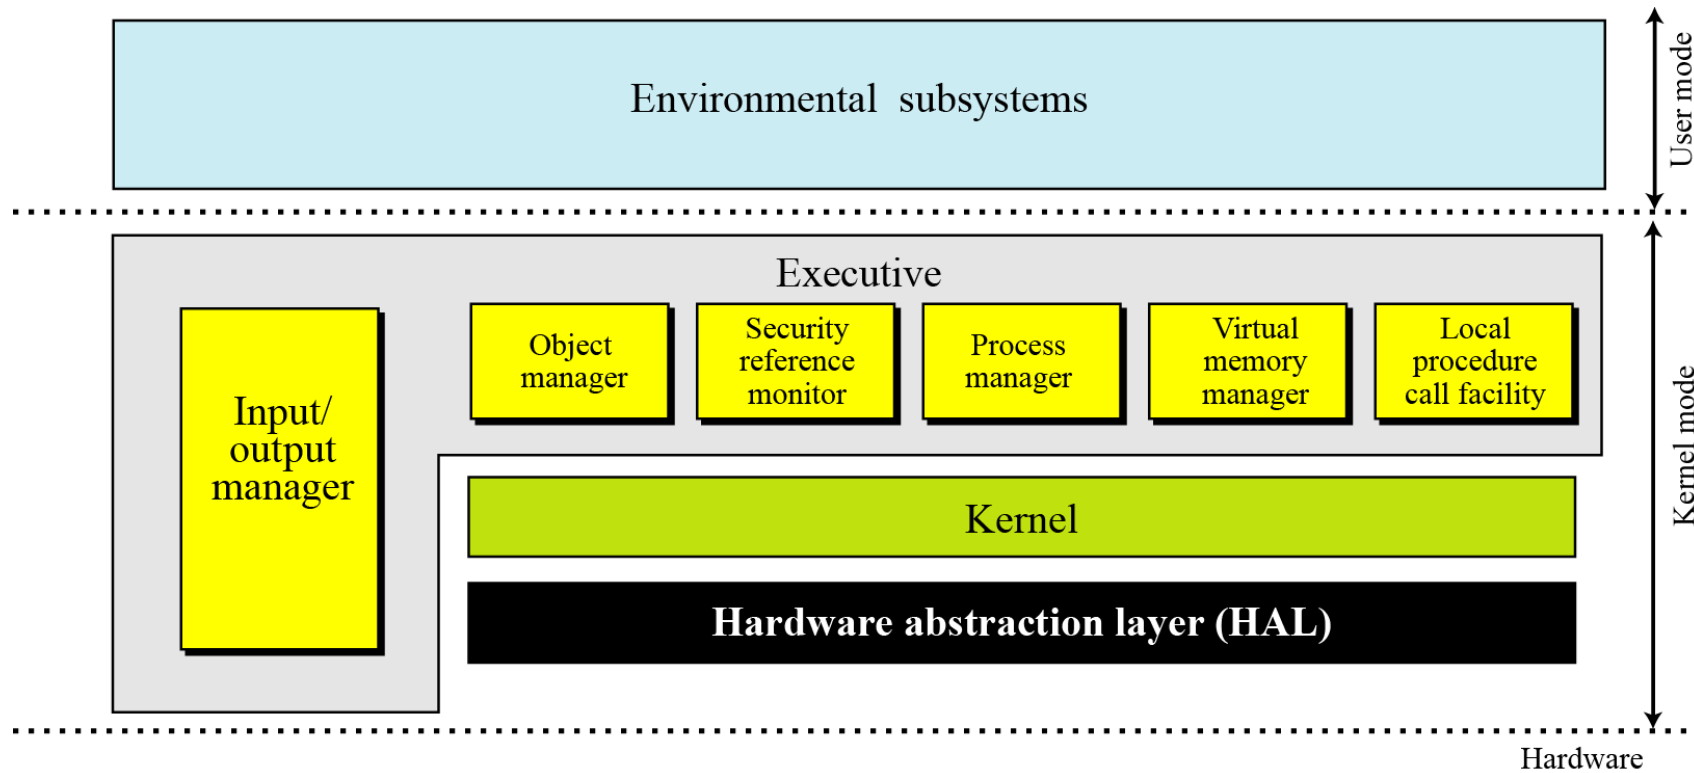 Environmental subsystems
User mode
Executive
Input/
output
manager
Object
manager
Security
reference
monitor
Process
manager
Virtual
memory
manager
Local
procedure
call facility
Kernel
Hardware abstraction layer (HAL)
Kernel mode
Hardware